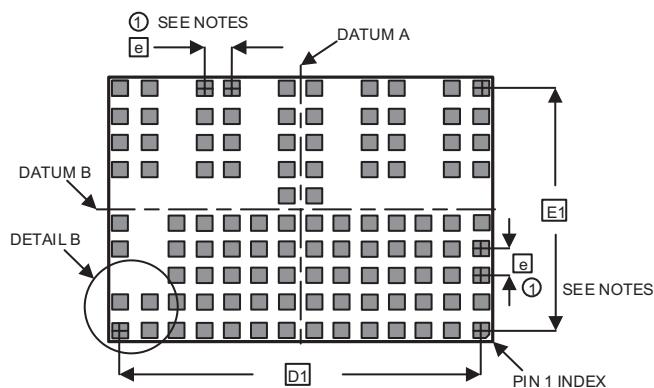 ① SEE NOTES
e
DATUM A
DATUM B
E1
DETAIL B
e
①
SEE NOTES
D1
PIN 1 INDEX